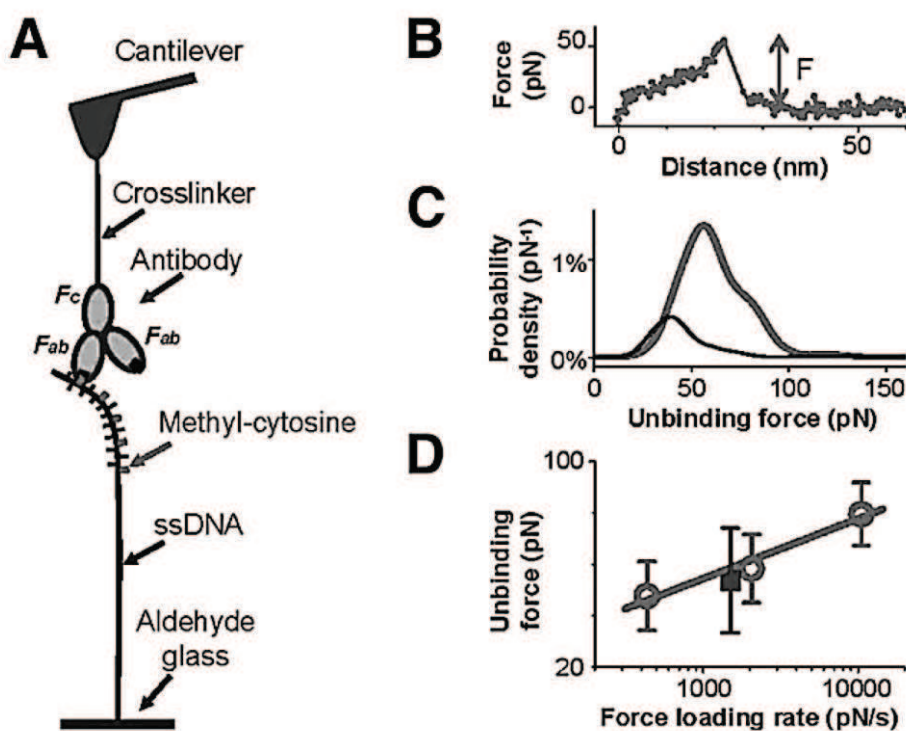 A
Cantilever
Crosslinker
Antibody
Fc
Fab
Fab
Methyl-cytosine
ssDNA
Aldehyde
glass
B
Force
(pN)
50
0
F
0
50
Distance (nm)
C
Probability
density (pN-1)
1%
0%
0
50
100
150
Unbinding force (pN)
D
Unbinding
force (pN)
100
20
1000
10000
Force loading rate (pN/s)